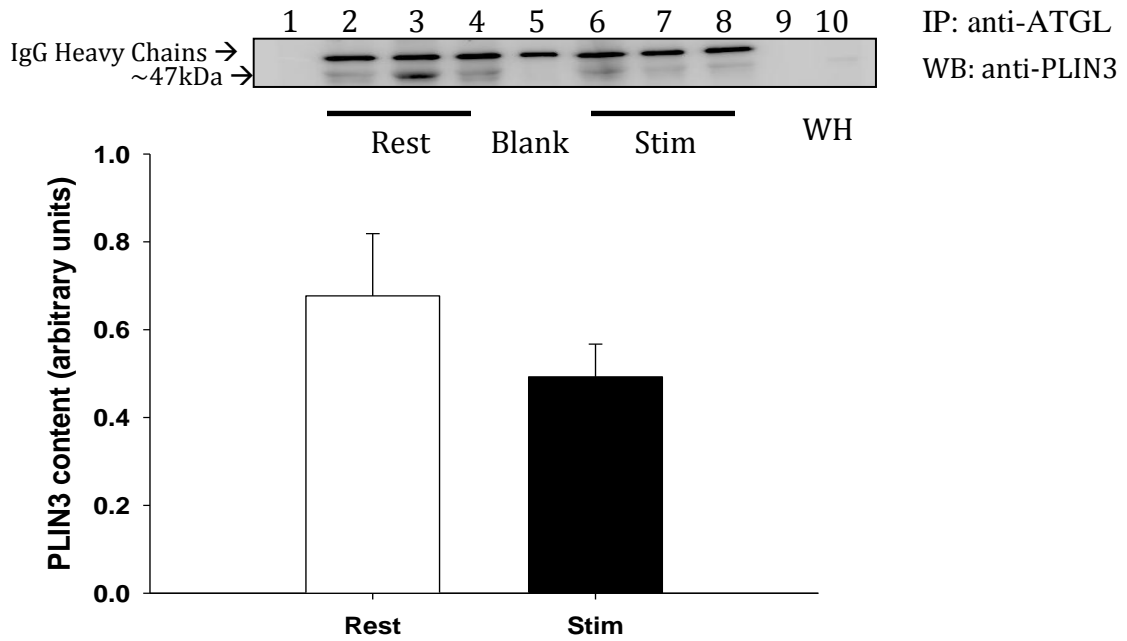 1 2 3 4 5 6 7 8 9 10
IP: anti-ATGL
IgG Heavy Chains →
~47kDa →
WB: anti-PLIN3
Rest Blank Stim WH
PLIN3 content (arbitrary units)
1.0
0.8
0.6
0.4
0.2
0.0
Rest Stim